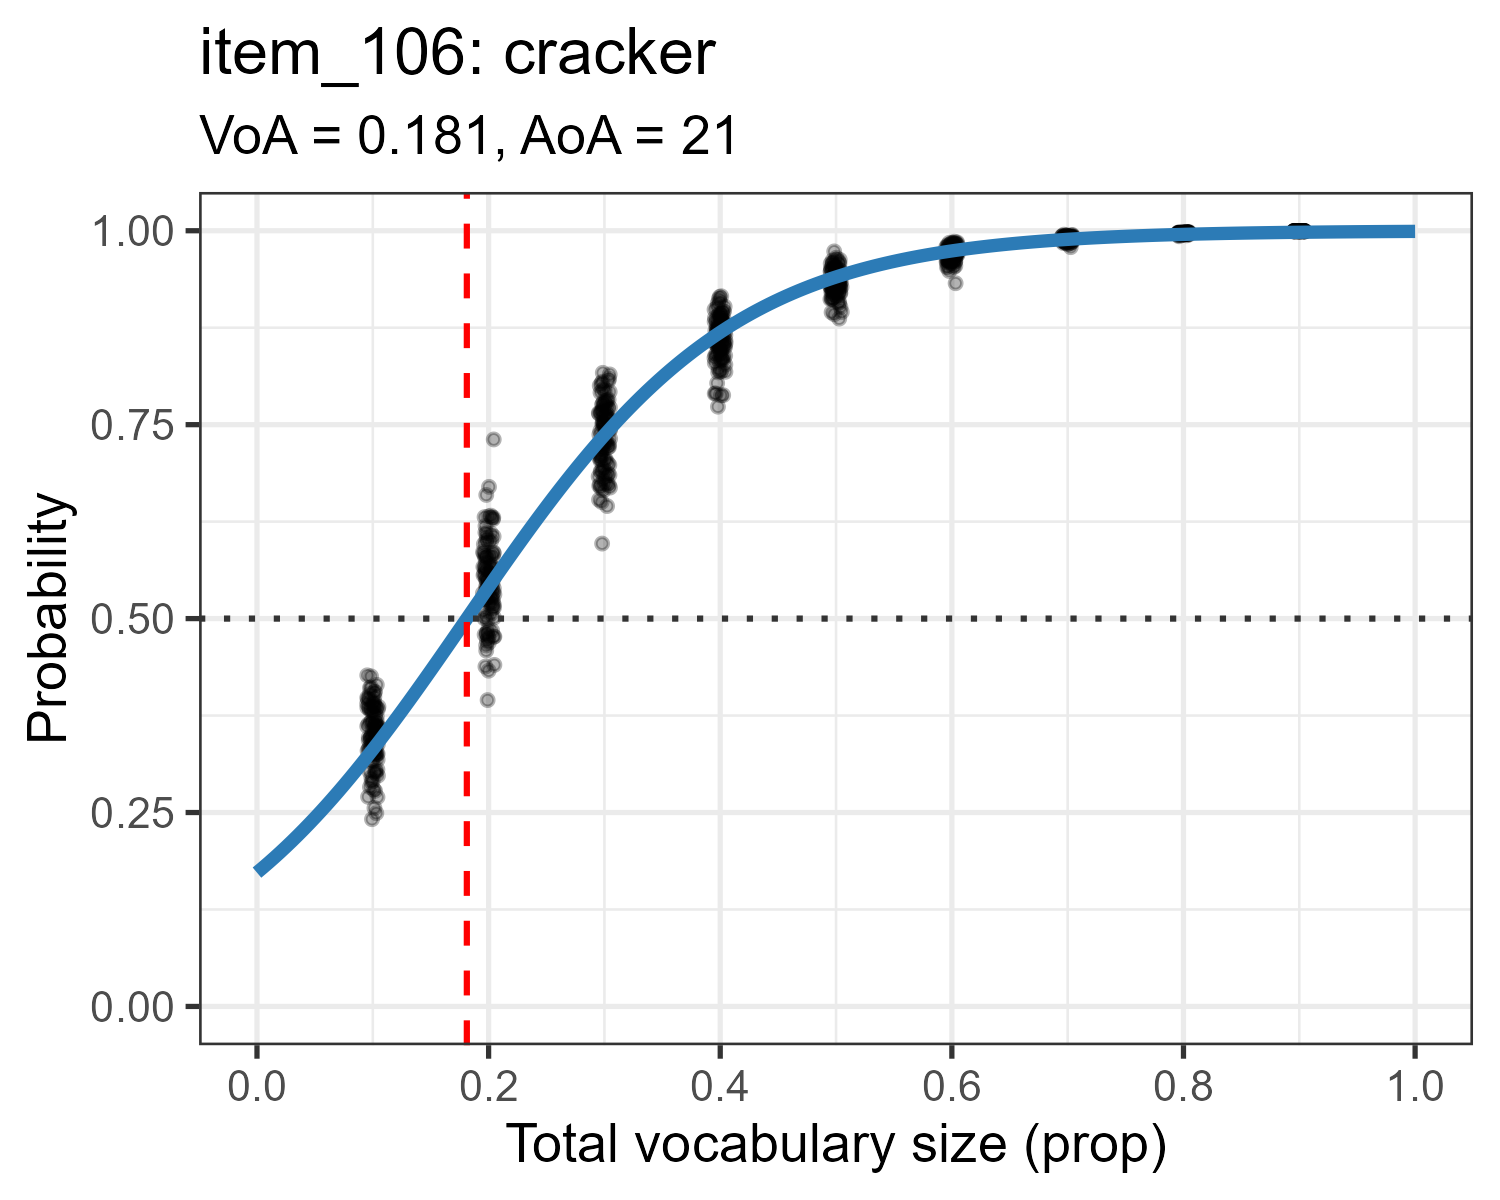 item_106: cracker
VoA = 0.181, AoA = 21
1.00
0.75
0.50
0.25
0.00
Probability
0.0 0.2 0.4 0.6 0.8 1.0
Total vocabulary size (prop)